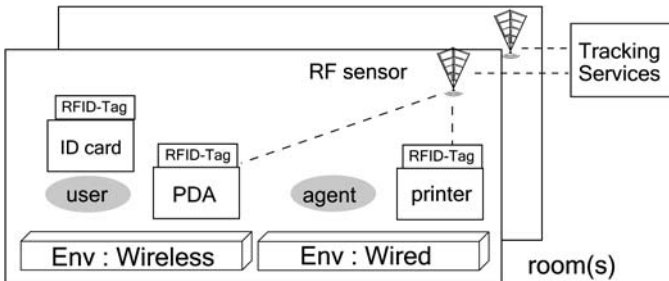 RF sensor
Tracking
Services
RFID-Tag
ID card
RFID-Tag
RFID-Tag
user
PDA
agent
printer
Env : Wireless
Env : Wired
room(s)